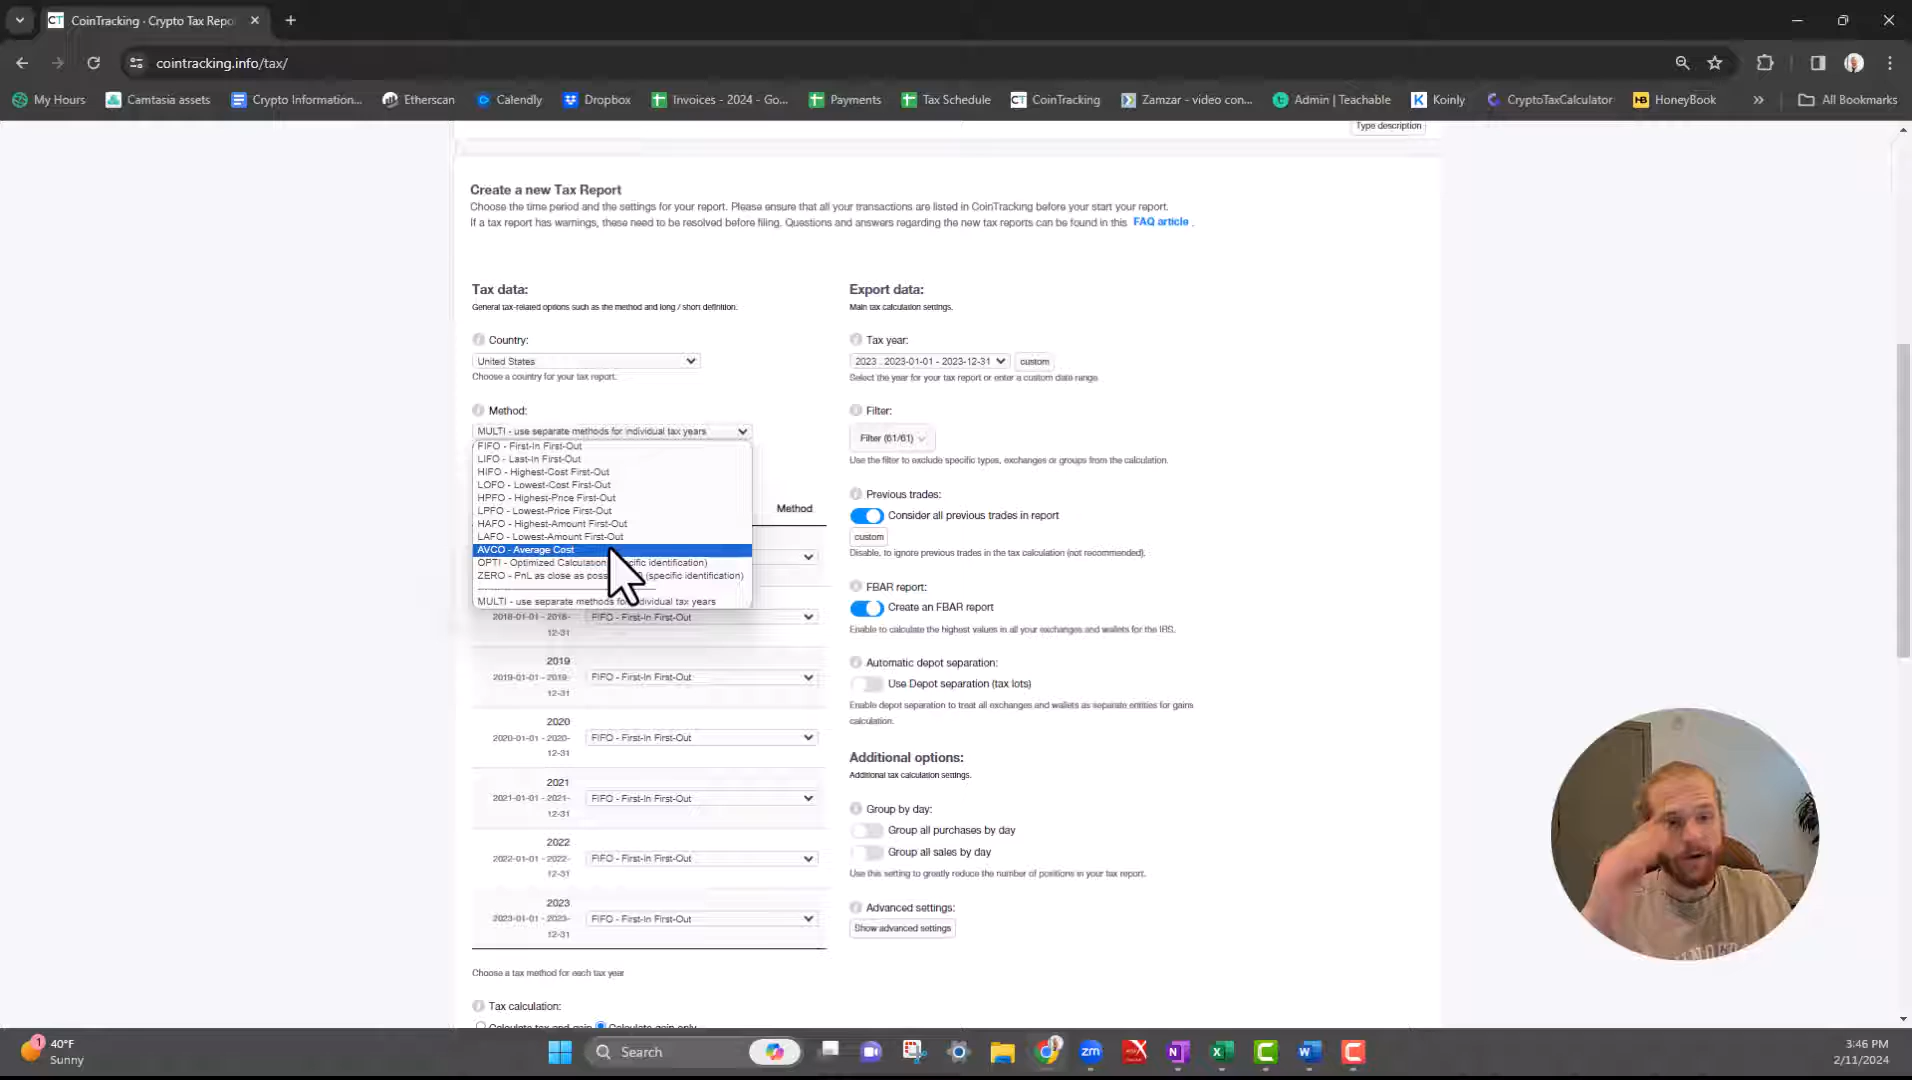 CoinTracking · Crypto Tax Repo
cointracking.info/tax/
My Hours
Camtasia assets
Crypto Information...
Etherscan
Calendly
Dropbox
Invoices - 2024 - Go...
Payments
Tax Schedule
CoinTracking
Zamzar - video con...
Admin | Teachable
Koinly
CryptoTaxCalculator
HoneyBook
All Bookmarks
Type description
Create a new Tax Report
Choose the time period and the settings for your report. Please ensure that all your transactions are listed in CoinTracking before your start your report.
If a tax report has warnings, these need to be resolved before filing. Questions and answers regarding the new tax reports can be found in this FAQ article .
Tax data:
General tax-related options such as the method and long / short definition.
Country:
United States
Choose a country for your tax report.
Method:
MULTI - use separate methods for individual tax years
FIFO - First-In First-Out
LIFO - Last-In First-Out
HIFO - Highest-Cost First-Out
LOFO - Lowest-Cost First-Out
HPFO - Highest-Price First-Out
LPFO - Lowest-Price First-Out
HAFO - Highest-Amount First-Out
LAFO - Lowest-Amount First-Out
AVCO - Average Cost
OPTI - Optimized Calculation (specific identification)
ZERO - PnL as close as (specific identification)
MULTI - use separate methods for individual tax years
Method
2018-01-01 - 2018-
12-31
FIFO - First-In First-Out
2019
2019-01-01 - 2019-
12-31
FIFO - First-In First-Out
2020
2020-01-01 - 2020-
12-31
FIFO - First-In First-Out
2021
2021-01-01 - 2021-
12-31
FIFO - First-In First-Out
2022
2022-01-01 - 2022-
12-31
FIFO - First-In First-Out
2023
2023-01-01 - 2023-
12-31
FIFO - First-In First-Out
Choose a tax method for each tax year
Tax calculation:
Calculate tax and gain
Calculate gain only
Export data:
Main tax calculation settings.
Tax year:
2023 . 2023-01-01 - 2023-12-31
custom
Select the year for your tax report or enter a custom date range
Filter:
Filter (61/61)
Use the filter to exclude specific types, exchanges or groups from the calculation.
Previous trades:
Consider all previous trades in report
custom
Disable, to ignore previous trades in the tax calculation (not recommended).
FBAR report:
Create an FBAR report
Enable to calculate the highest values in all your exchanges and wallets for the IRS.
Automatic depot separation:
Use Depot separation (tax lots)
Enable depot separation to treat all exchanges and wallets as separate entities for gains
calculation.
Additional options:
Additional tax calculation settings.
Group by day:
Group all purchases by day
Group all sales by day
Use this setting to greatly reduce the number of positions in your tax report.
Advanced settings:
Show advanced settings
40°F
Sunny
Search
3:46 PM
2/11/2024